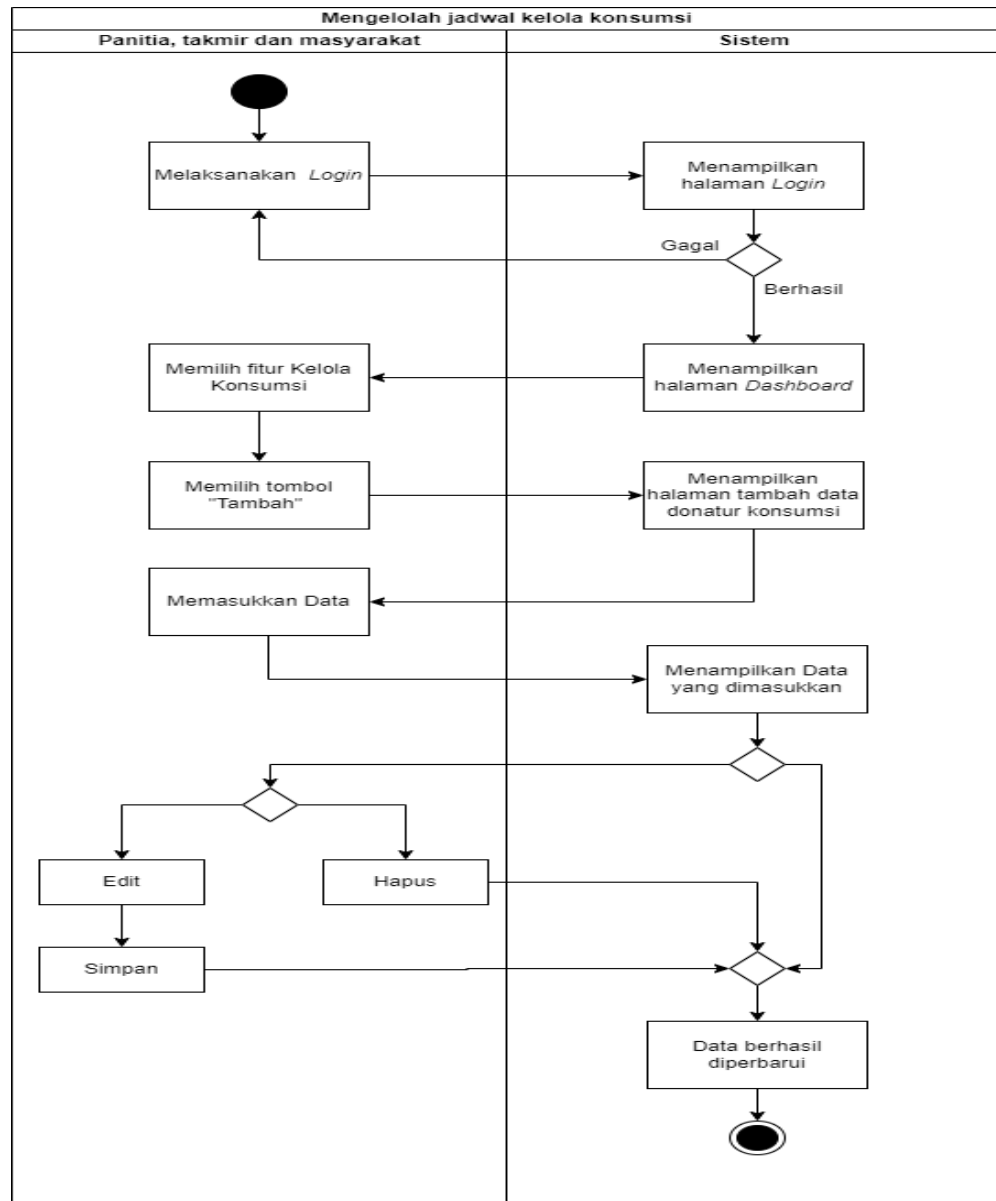 Mengelolah jadwal kelola konsumsi
Panitia, takmir dan masyarakat
Sistem
Melaksanakan Login
Menampilkan
halaman Login
Gagal
Berhasil
Memilih fitur Kelola
Konsumsi
Menampilkan
halaman Dashboard
Memilih tombol
"Tambah"
Menampilkan
halaman tambah data
donatur konsumsi
Memasukkan Data
Menampilkan Data
yang dimasukkan
Edit
Hapus
Simpan
Data berhasil
diperbarui